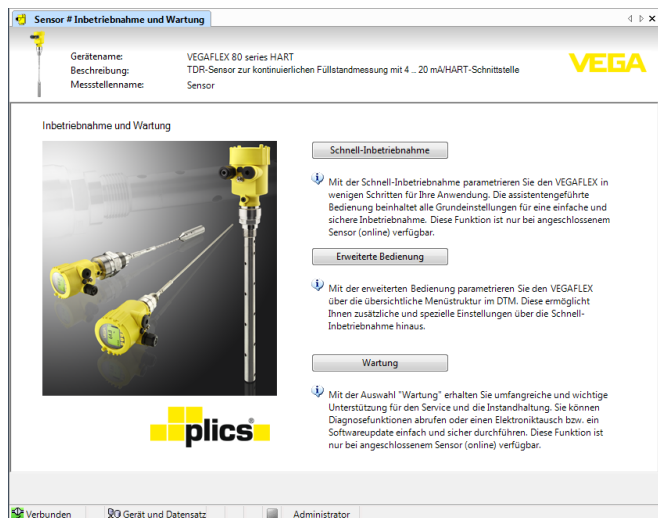 Sensor # Inbetriebnahme und Wartung
Gerätename: VEGAFLEX 80 series HART
Beschreibung: TDR-Sensor zur kontinuierlichen Füllstandmessung mit 4 .. 20 mA/HART-Schnittstelle
Messstellenname: Sensor
VEGA
Inbetriebnahme und Wartung
Schnell-Inbetriebnahme
Mit der Schnell-Inbetriebnahme parametrieren Sie den VEGAFLEX in
wenigen Schritten für Ihre Anwendung. Die assistentengeführte
Bedienung beinhaltet alle Grundeinstellungen für eine einfache und
sichere Inbetriebnahme. Diese Funktion ist nur bei angeschlossenem
Sensor (online) verfügbar.
Erweiterte Bedienung
Mit der erweiterten Bedienung parametrieren Sie den VEGAFLEX
über die übersichtliche Menüstruktur im DTM. Diese ermöglicht
Ihnen zusätzliche und spezielle Einstellungen über die Schnell-
Inbetriebnahme hinaus.
Wartung
Mit der Auswahl "Wartung" erhalten Sie umfangreiche und wichtige
Unterstützung für den Service und die Instandhaltung. Sie können
Diagnosefunktionen abrufen oder einen Elektroniktausch bzw. ein
Softwareupdate einfach und sicher durchführen. Diese Funktion ist
nur bei angeschlossenem Sensor (online) verfügbar.
plics®
Verbunden Gerät und Datensatz Administrator